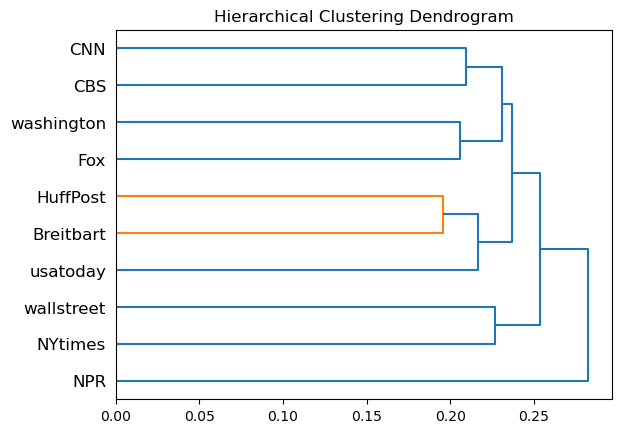 Hierarchical Clustering Dendrogram
CNN
CBS
washington
Fox
HuffPost
Breitbart
usatoday
wallstreet
NYtimes
NPR
0.00 0.05 0.10 0.15 0.20 0.25